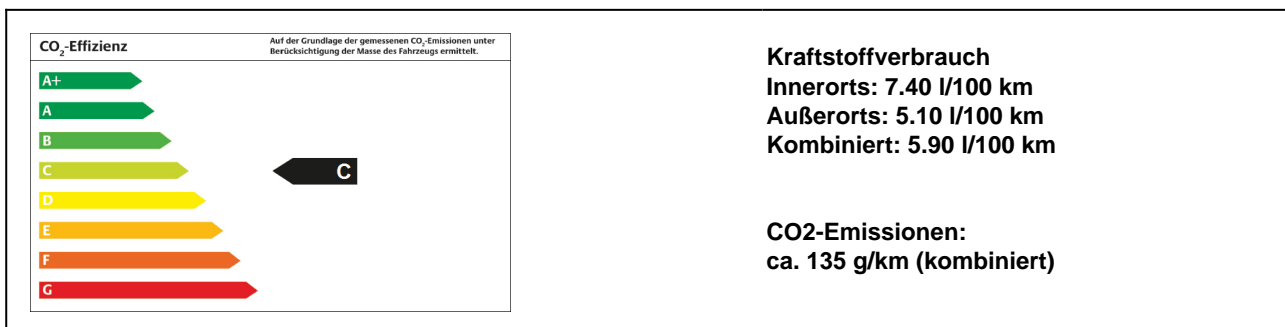 CO2-Effizienz
Auf der Grundlage der gemessenen CO2-Emissionen unter
Berücksichtigung der Masse des Fahrzeugs ermittelt.
A+
A
B
C
C
D
E
F
G
Kraftstoffverbrauch
Innerorts: 7.40 l/100 km
Außerorts: 5.10 l/100 km
Kombiniert: 5.90 l/100 km
CO2-Emissionen:
ca. 135 g/km (kombiniert)